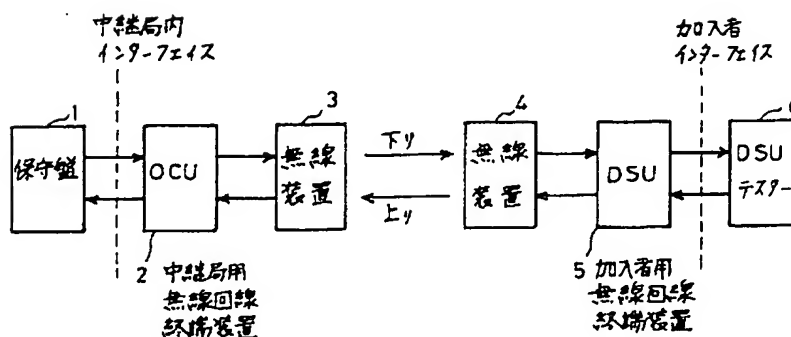 中継局内
インターフェイス
加入者
インタフェイス
1
保守盤
OCU
3
無線
装置
下り
上り
4
無線
装置
DSU
DSU
テスター
2 中継局用
無線回線
終端装置
5 加入者用
無線回線
終端装置